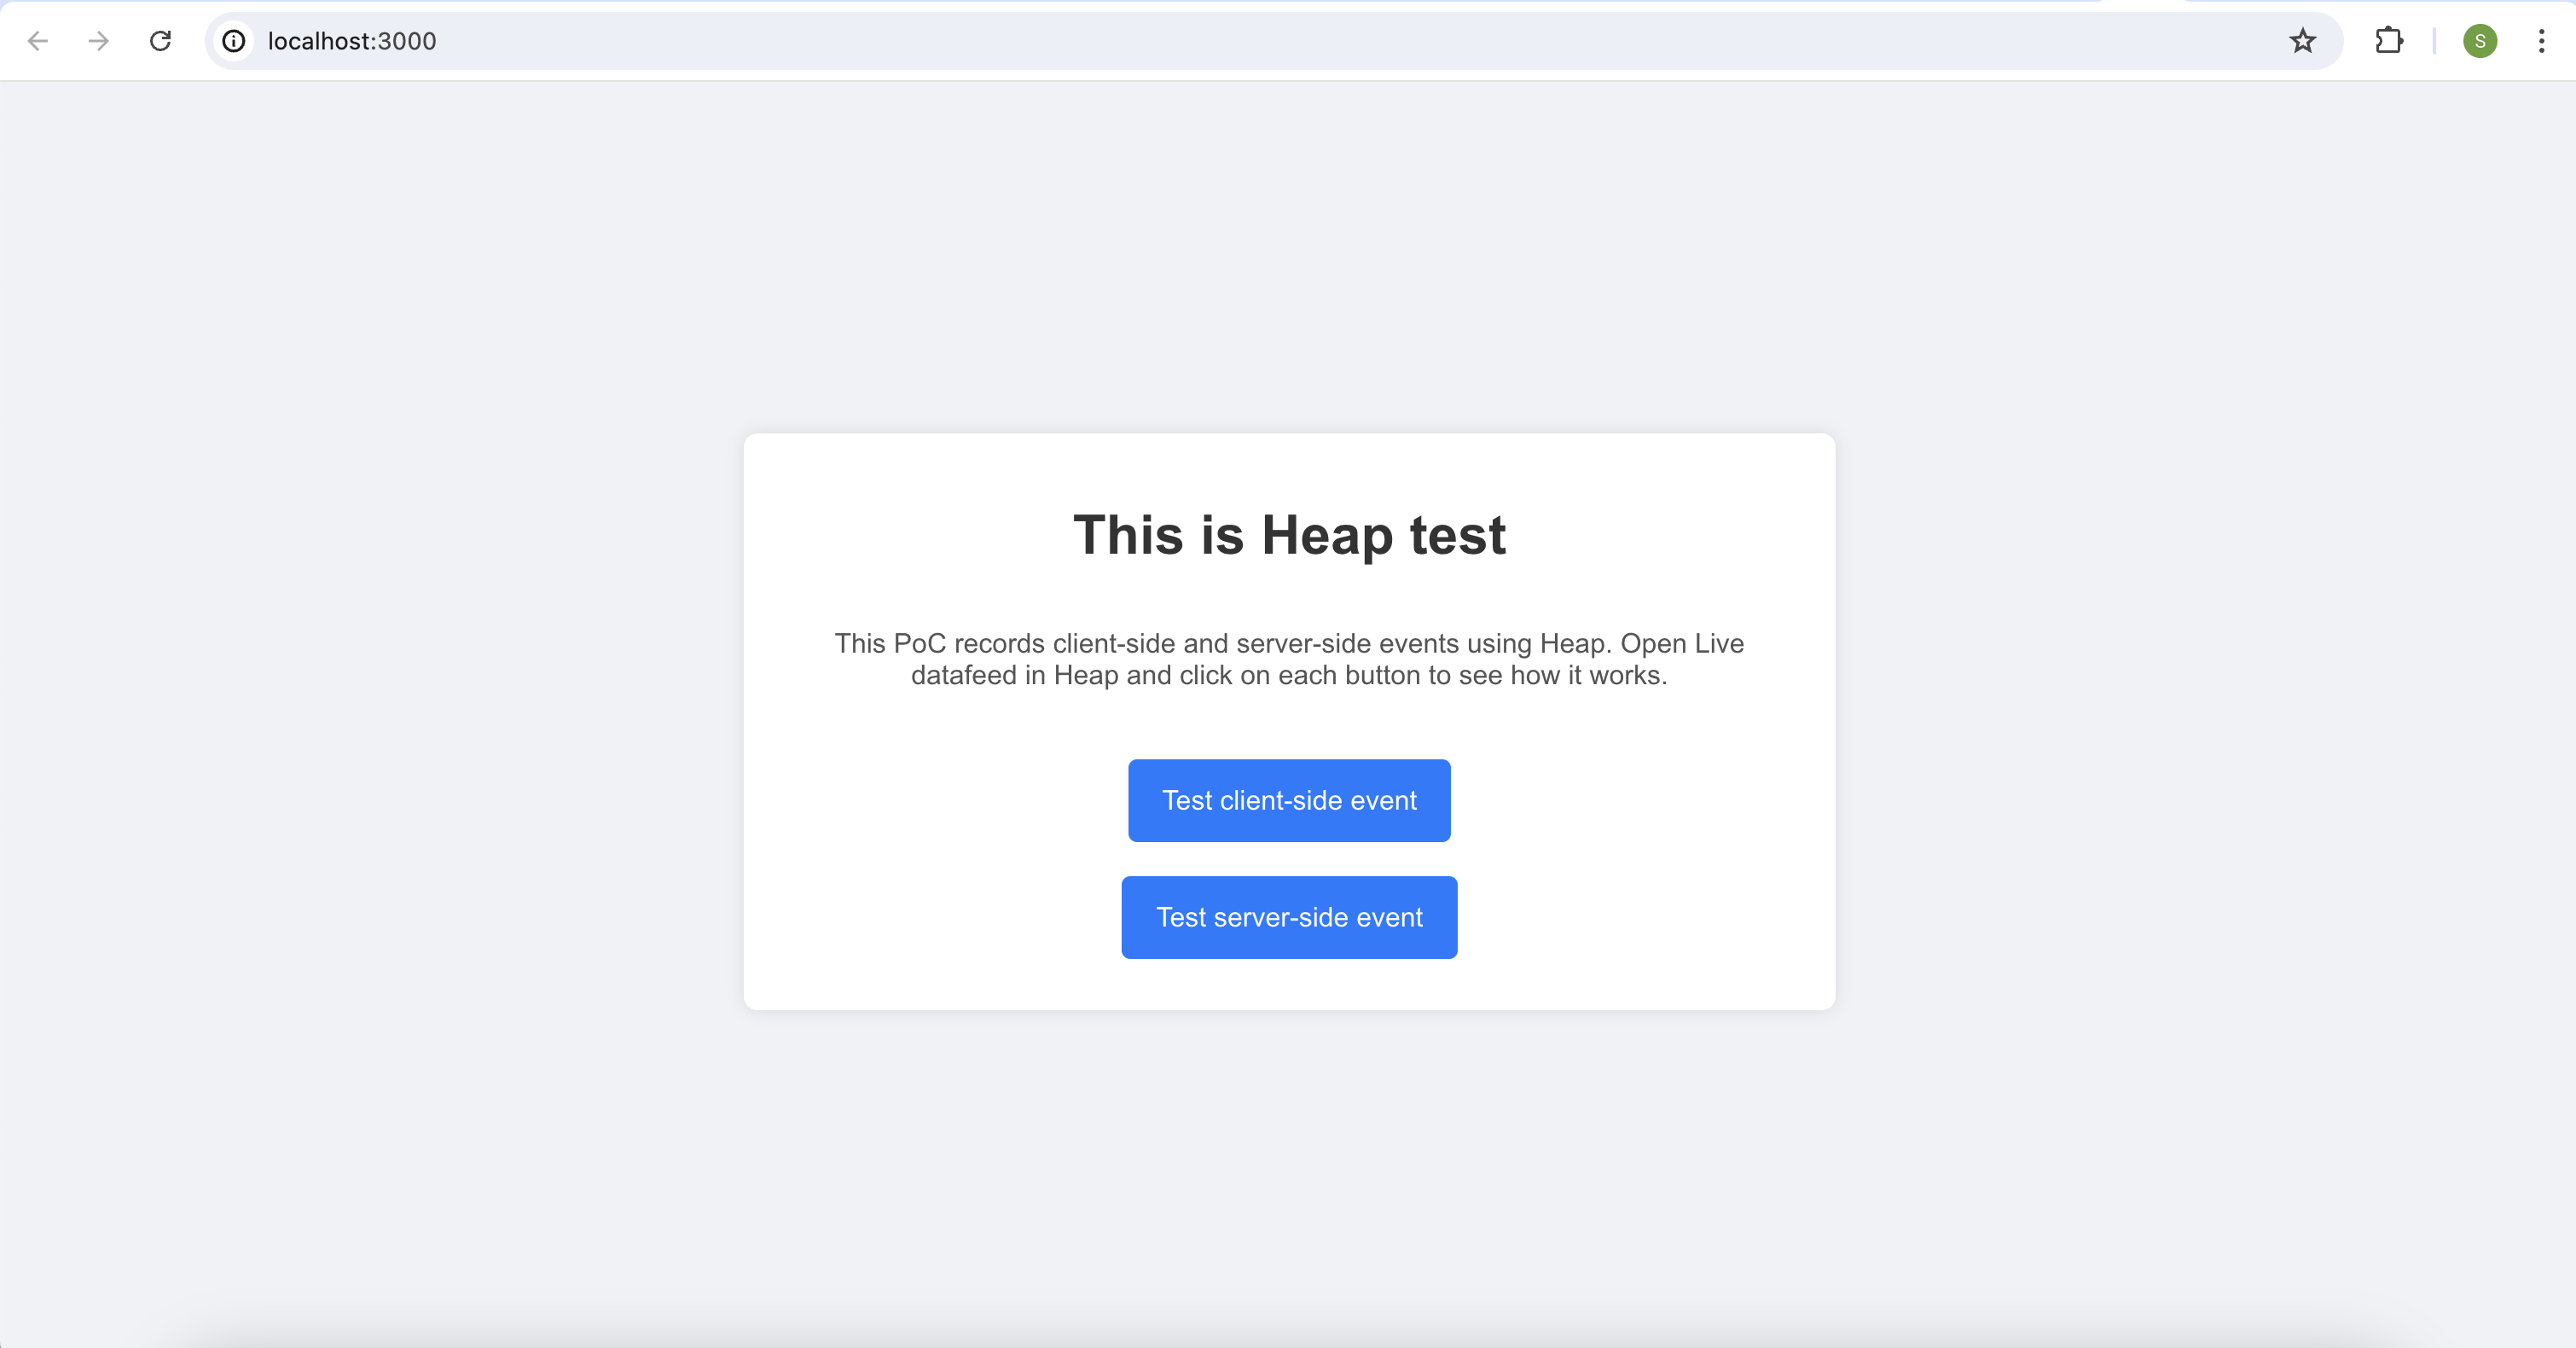 localhost:3000
S
This is Heap test
This PoC records client-side and server-side events using Heap. Open Live
datafeed in Heap and click on each button to see how it works.
Test client-side event
Test server-side event